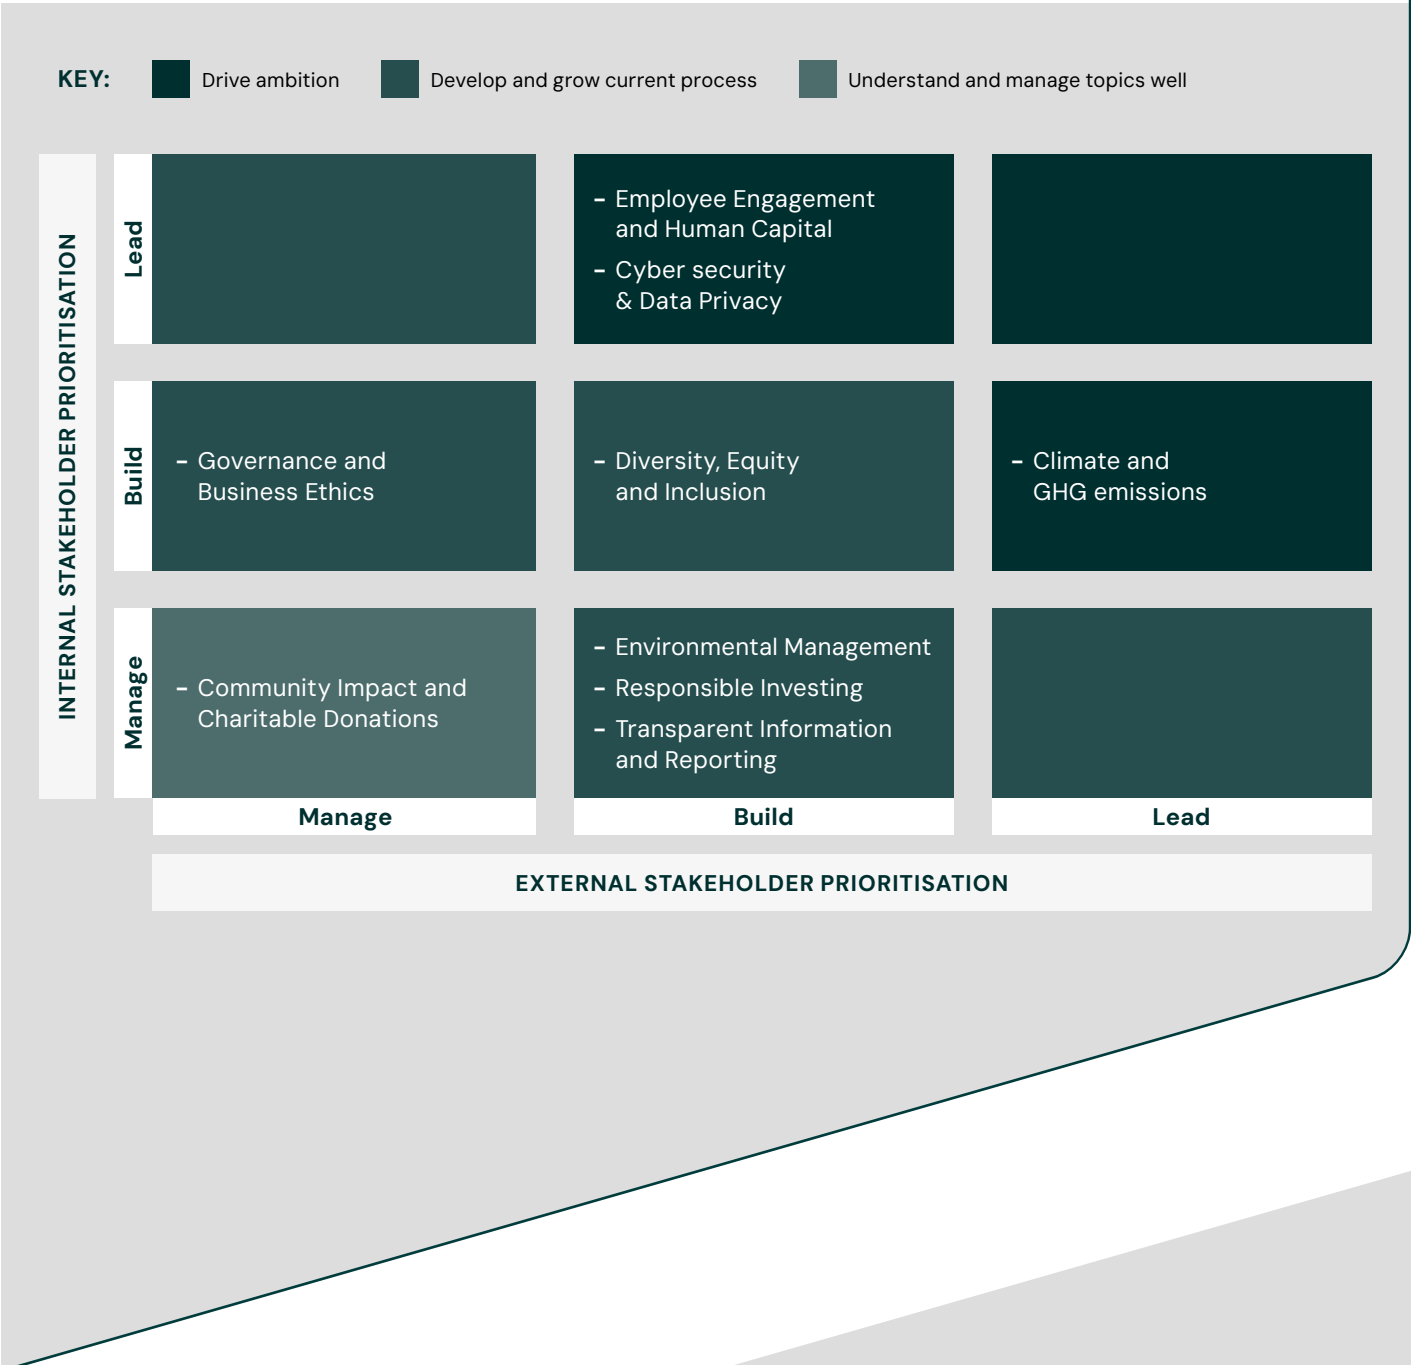 KEY:
Drive ambition
Develop and grow current process
Understand and manage topics well
INTERNAL STAKEHOLDER PRIORITISATION
Lead
– Employee Engagement
and Human Capital
– Cyber security
& Data Privacy
Build
– Governance and
Business Ethics
– Diversity, Equity
and Inclusion
– Climate and
GHG emissions
Manage
– Community Impact and
Charitable Donations
– Environmental Management
– Responsible Investing
– Transparent Information
and Reporting
Manage
Build
Lead
EXTERNAL STAKEHOLDER PRIORITISATION